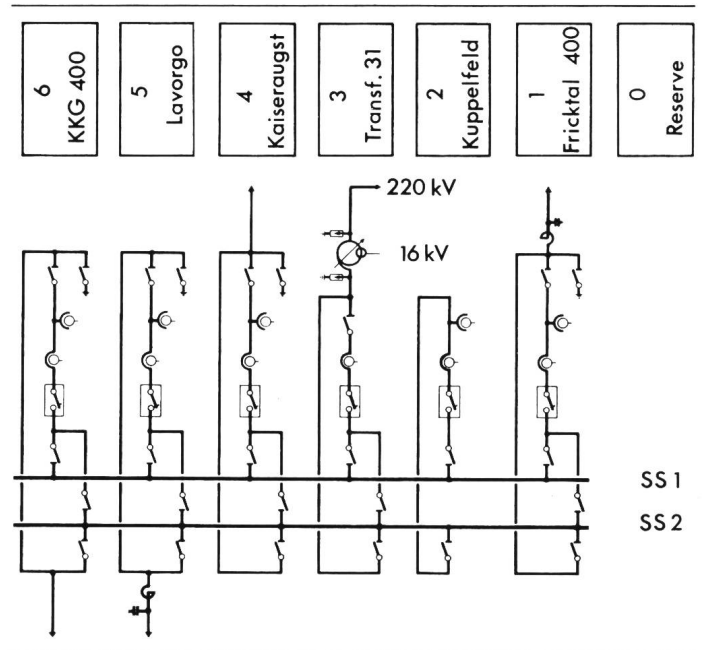 6
KKG 400
5
Lavorgo
4
Kaiseraugst
3
Transf. 31
2
Kuppelfeld
1
Fricktal 400
0
Reserve
220 kV
16 kV
SS 1
SS 2